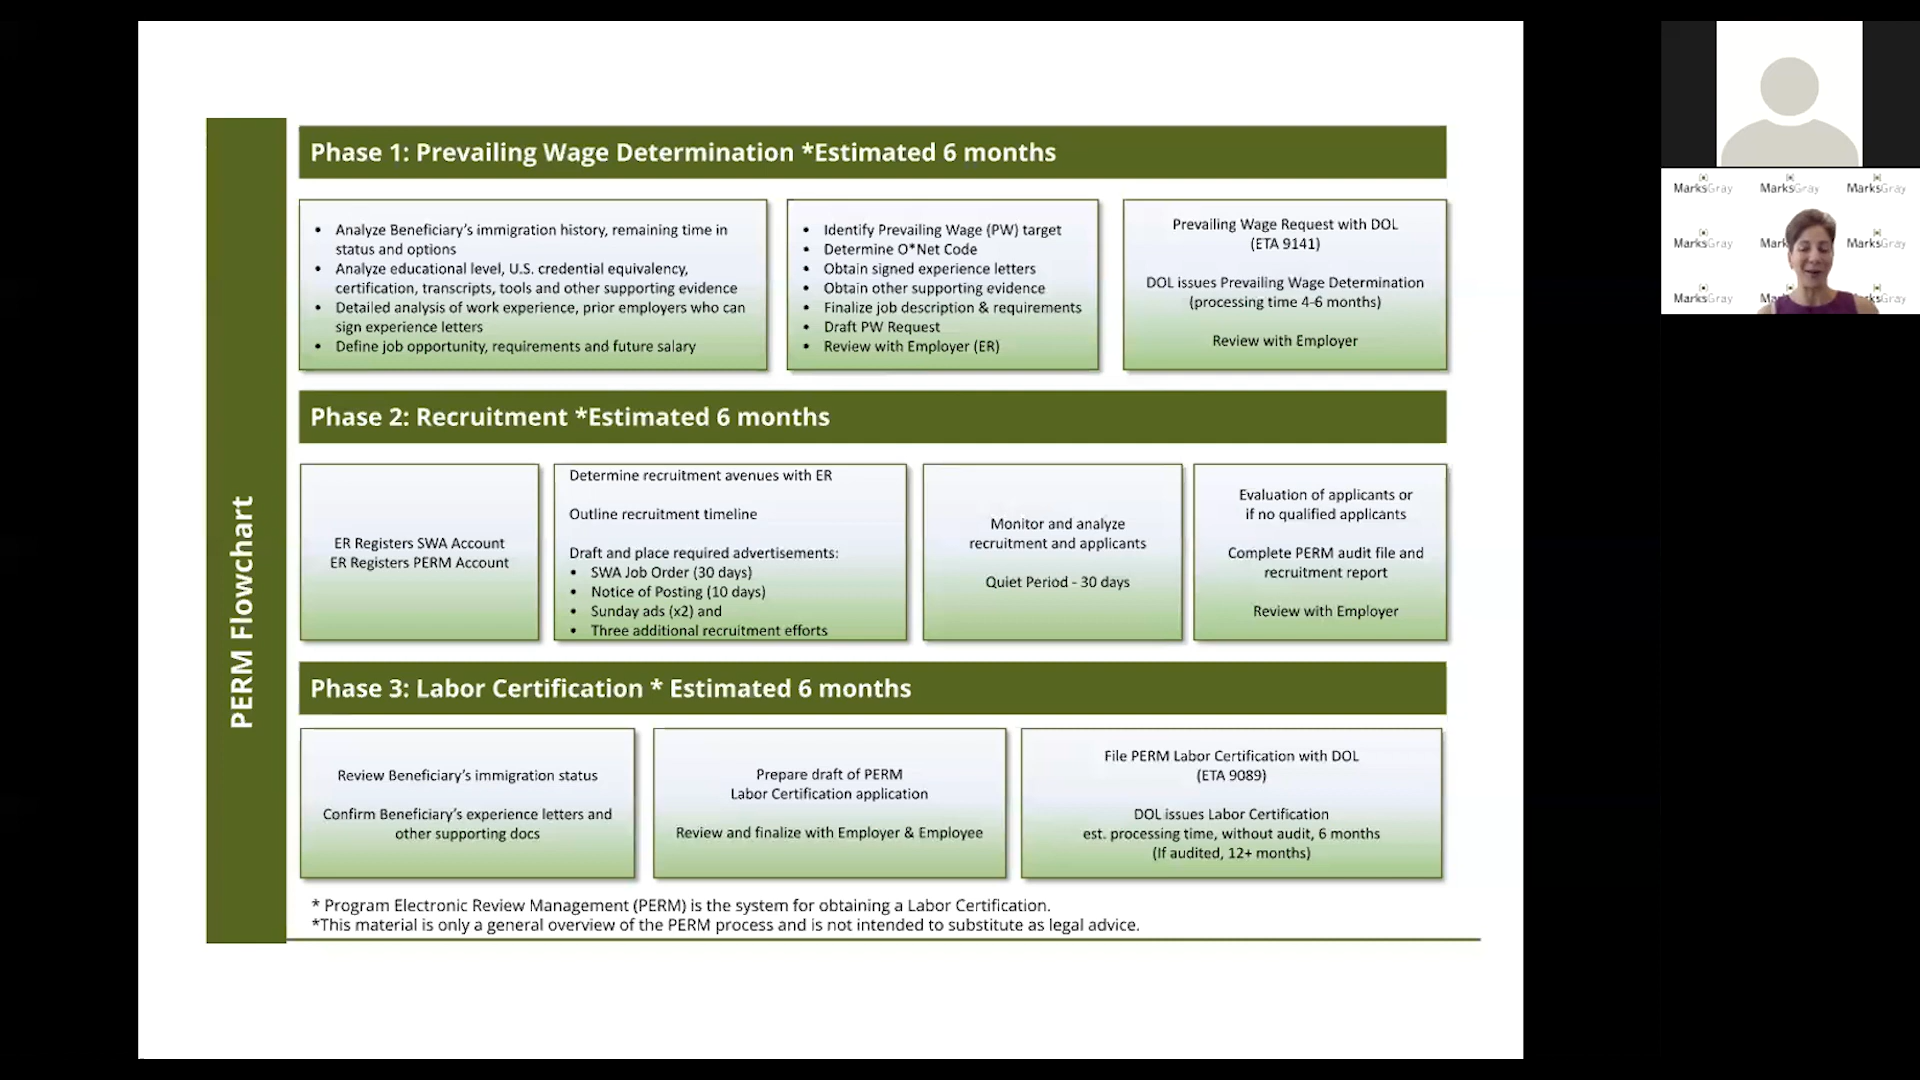 PERM Flowchart
Phase 1: Prevailing Wage Determination *Estimated 6 months
• Analyze Beneficiary's immigration history, remaining time in
status and options
• Analyze educational level, U.S. credential equivalency,
certification, transcripts, tools and other supporting evidence
• Detailed analysis of work experience, prior employers who can
sign experience letters
• Define job opportunity, requirements and future salary
• Identify Prevailing Wage (PW) target
• Determine O*Net Code
• Obtain signed experience letters
• Obtain other supporting evidence
• Finalize job description & requirements
• Draft PW Request
• Review with Employer (ER)
Prevailing Wage Request with DOL
(ETA 9141)
DOL issues Prevailing Wage Determination
(processing time 4-6 months)
Review with Employer
Phase 2: Recruitment *Estimated 6 months
ER Registers SWA Account
ER Registers PERM Account
Determine recruitment avenues with ER
Outline recruitment timeline
Draft and place required advertisements:
• SWA Job Order (30 days)
• Notice of Posting (10 days)
• Sunday ads (x2) and
• Three additional recruitment efforts
Monitor and analyze
recruitment and applicants
Quiet Period - 30 days
Evaluation of applicants or
if no qualified applicants
Complete PERM audit file and
recruitment report
Review with Employer
Phase 3: Labor Certification * Estimated 6 months
Review Beneficiary's immigration status
Confirm Beneficiary's experience letters and
other supporting docs
Prepare draft of PERM
Labor Certification application
Review and finalize with Employer & Employee
File PERM Labor Certification with DOL
(ETA 9089)
DOL issues Labor Certification
est. processing time, without audit, 6 months
(If audited, 12+ months)
* Program Electronic Review Management (PERM) is the system for obtaining a Labor Certification.
*This material is only a general overview of the PERM process and is not intended to substitute as legal advice.
MarksGray MarksGray MarksGray
MarksGray Mark MarksGray
MarksGray Ma ksGray